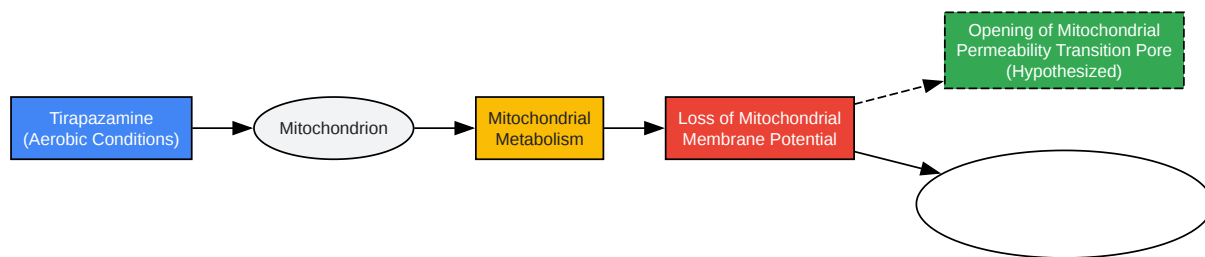 Tirapazamine
(Aerobic Conditions)
Mitochondrion
Mitochondrial
Metabolism
Loss of Mitochondrial
Membrane Potential
Opening of Mitochondrial
Permeability Transition Pore
(Hypothesized)